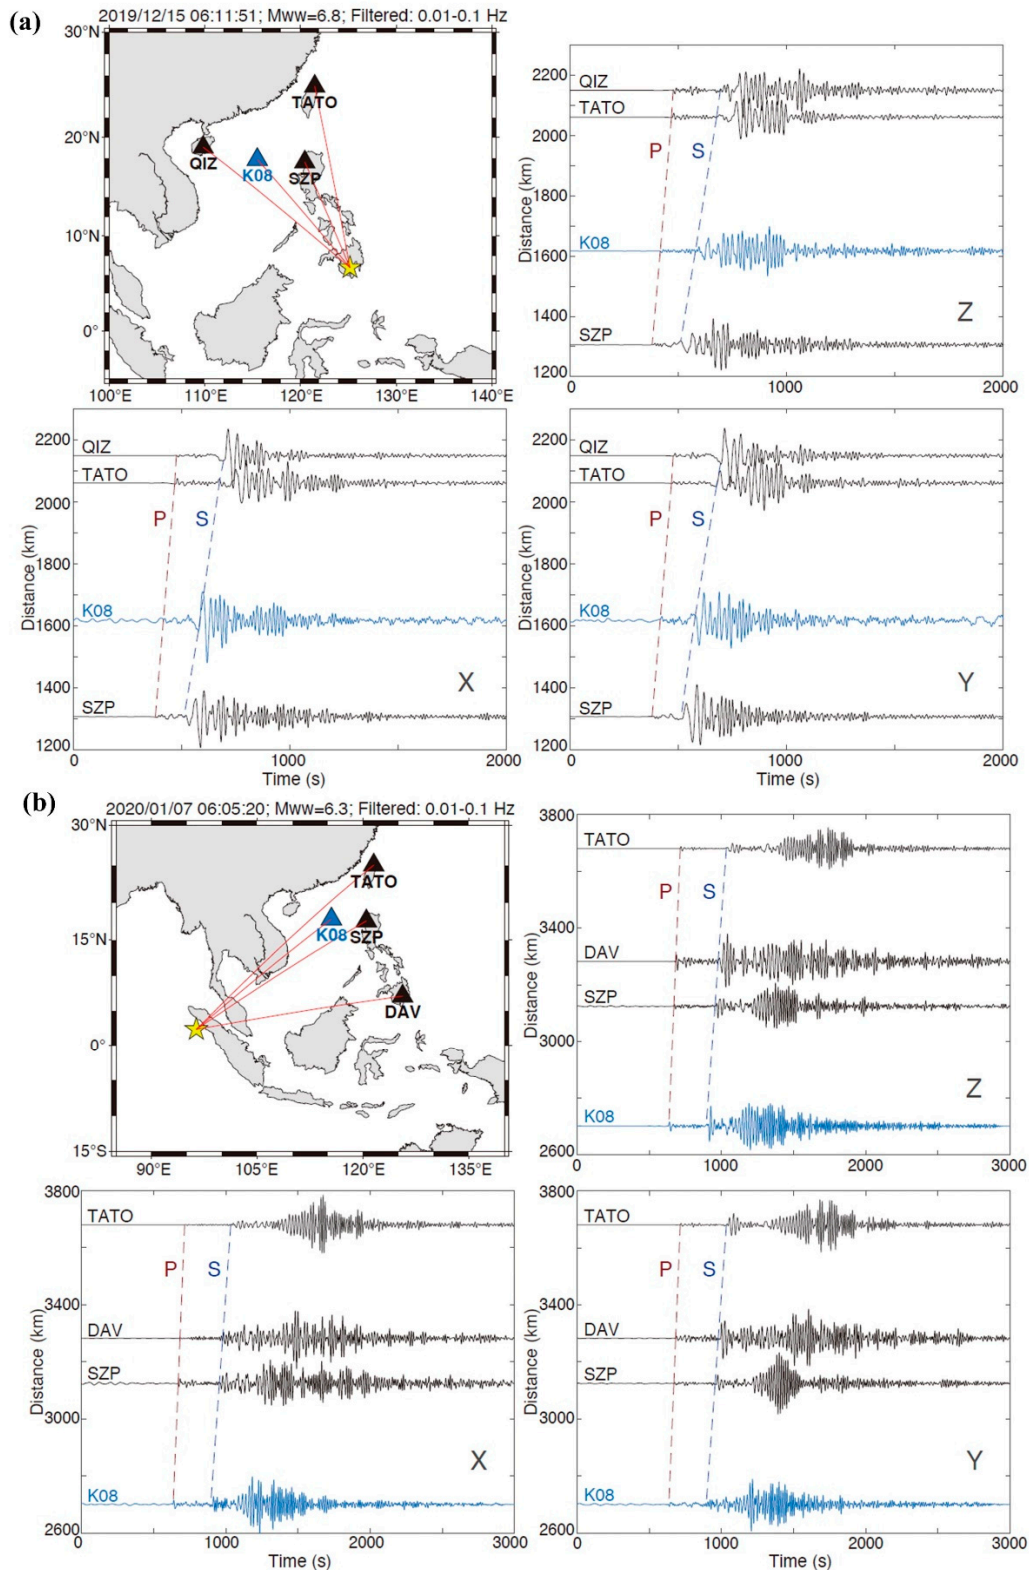 (a)
2019/12/15 06:11:51; Mww=6.8; Filtered: 0.01-0.1 Hz
30°N
20°N
10°N
0°
100°E
110°E
120°E
130°E
140°E
TATO
QIZ
K08
SZP
Distance (km)
2200
2000
1800
1600
1400
1200
QIZ
TATO
P
S
K08
SZP
Z
0
1000
2000
Distance (km)
2200
2000
1800
1600
1400
1200
QIZ
TATO
P
S
K08
SZP
X
0
1000
2000
Time (s)
Distance (km)
2200
2000
1800
1600
1400
1200
QIZ
TATO
P
S
K08
SZP
Y
0
1000
2000
Time (s)
(b)
2020/01/07 06:05:20; Mww=6.3; Filtered: 0.01-0.1 Hz
30°N
15°N
0°
15°S
90°E
105°E
120°E
135°E
TATO
K08
SZP
DAV
Distance (km)
3800
3400
3000
2600
TATO
P
S
DAV
SZP
K08
Z
0
1000
2000
3000
Distance (km)
3800
3400
3000
2600
TATO
P
S
DAV
SZP
K08
X
0
1000
2000
3000
Time (s)
Distance (km)
3800
3400
3000
2600
TATO
P
S
DAV
SZP
K08
Y
0
1000
2000
3000
Time (s)